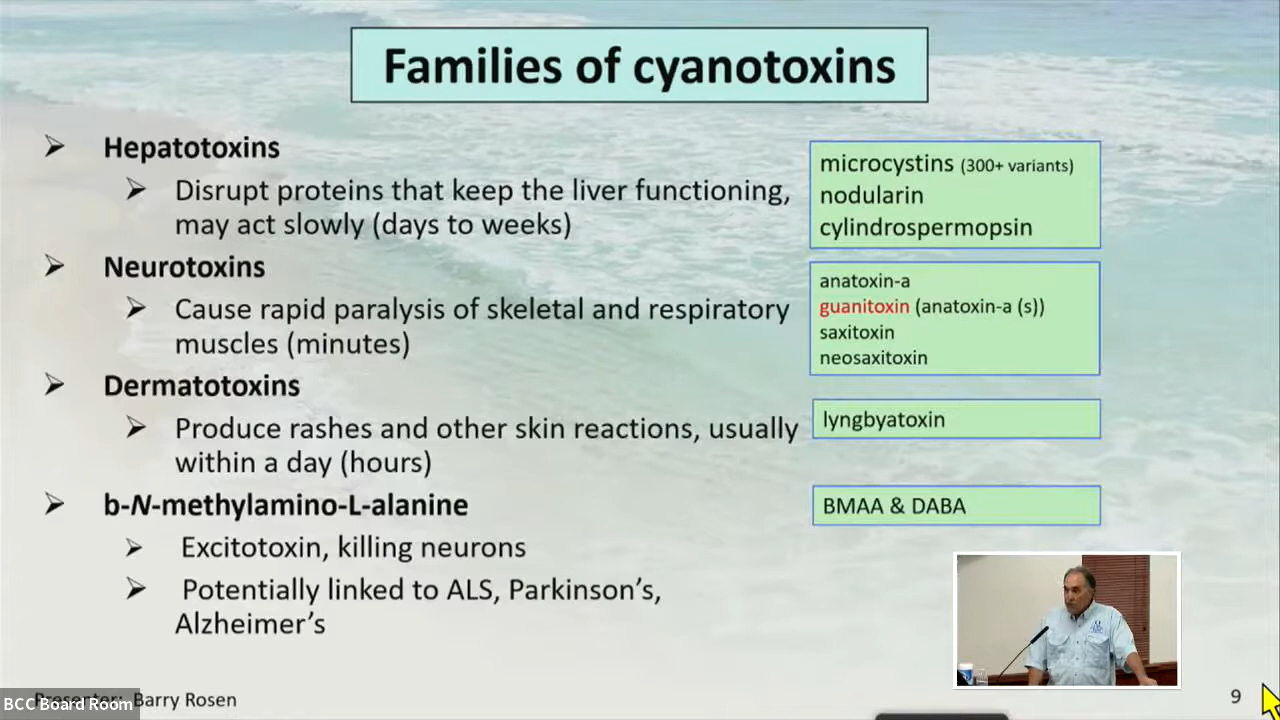 Families of cyanotoxins
Hepatotoxins
Disrupt proteins that keep the liver functioning,
may act slowly (days to weeks)
microcystins (300+ variants)
nodularin
cylindrospermopsin
Neurotoxins
Cause rapid paralysis of skeletal and respiratory
muscles (minutes)
anatoxin-a
guanitoxin (anatoxin-a (s))
saxitoxin
neosaxitoxin
Dermatotoxins
Produce rashes and other skin reactions, usually
within a day (hours)
lyngbyatoxin
b-N-methylamino-L-alanine
BMAA & DABA
Excitotoxin, killing neurons
Potentially linked to ALS, Parkinson’s,
Alzheimer’s
Presenter: Barry Rosen
BCC Board Room
9